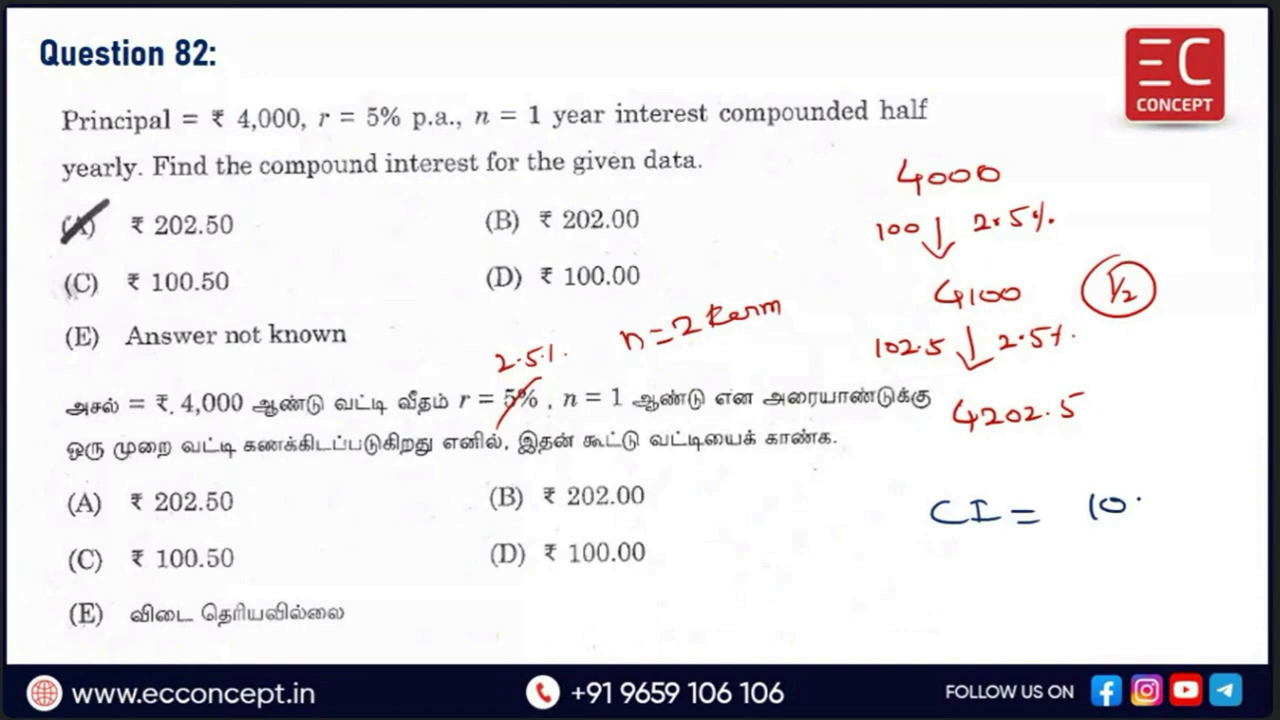 Question 82:
EC
CONCEPT
Principal = ₹ 4,000, r = 5% p.a., n = 1 year interest compounded half
yearly. Find the compound interest for the given data.
(A) ₹ 202.50 (B) ₹ 202.00
(C) ₹ 100.50 (D) ₹ 100.00
(E) Answer not known
4000
100 ↓ 2.5%
4100
1/2
102.5 ↓ 2.5%
4202.5
n = 2 term
2.5%
அசல் = ₹. 4,000 ஆண்டு வட்டி வீதம் r = 5% , n = 1 ஆண்டு என அரையாண்டுக்கு
ஒரு முறை வட்டி கணக்கிடப்படுகிறது எனில், இதன் கூட்டு வட்டியைக் காண்க.
(A) ₹ 202.50 (B) ₹ 202.00
(C) ₹ 100.50 (D) ₹ 100.00
(E) விடை தெரியவில்லை
CI = 10.
www.ecconcept.in +91 9659 106 106 FOLLOW US ON